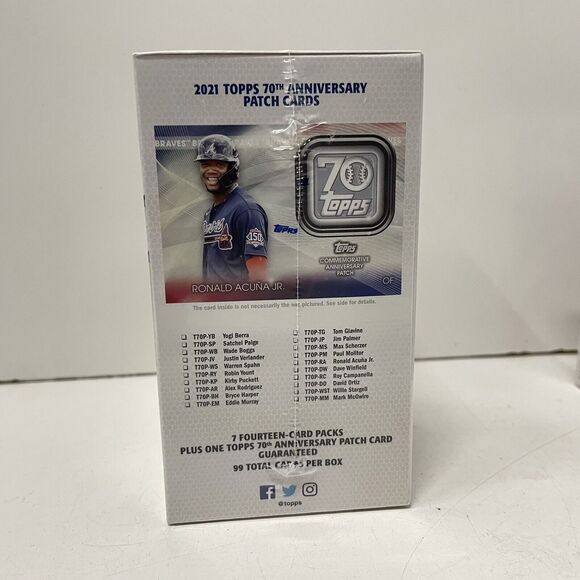 2021 TOPPS 70TH ANNIVERSARY
PATCH CARDS
BRAVES™ B
150
TOPPS
70
TOPPS
TOPPS
COMMEMORATIVE
ANNIVERSARY
PATCH
RONALD ACUÑA JR.
OF
The card inside is not necessarily the one pictured. See side for details.
☐ T70P-YB Yogi Berra
☐ T70P-SP Satchel Paige
☐ T70P-WB Wade Boggs
☐ T70P-JV Justin Verlander
☐ T70P-WS Warren Spahn
☐ T70P-RY Robin Yount
☐ T70P-KP Kirby Puckett
☐ T70P-AR Alex Rodriguez
☐ T70P-BH Bryce Harper
☐ T70P-EM Eddie Murray
☐ T70P-TG Tom Glavine
☐ T70P-JP Jim Palmer
☐ T70P-MS Max Scherzer
☐ T70P-PM Paul Molitor
☐ T70P-RA Ronald Acuña Jr.
☐ T70P-DW Dave Winfield
☐ T70P-RC Roy Campanella
☐ T70P-DO David Ortiz
☐ T70P-WST Willie Stargell
☐ T70P-MM Mark McGwire
7 FOURTEEN-CARD PACKS
PLUS ONE TOPPS 70th ANNIVERSARY PATCH CARD
GUARANTEED
99 TOTAL CARDS PER BOX
@topps